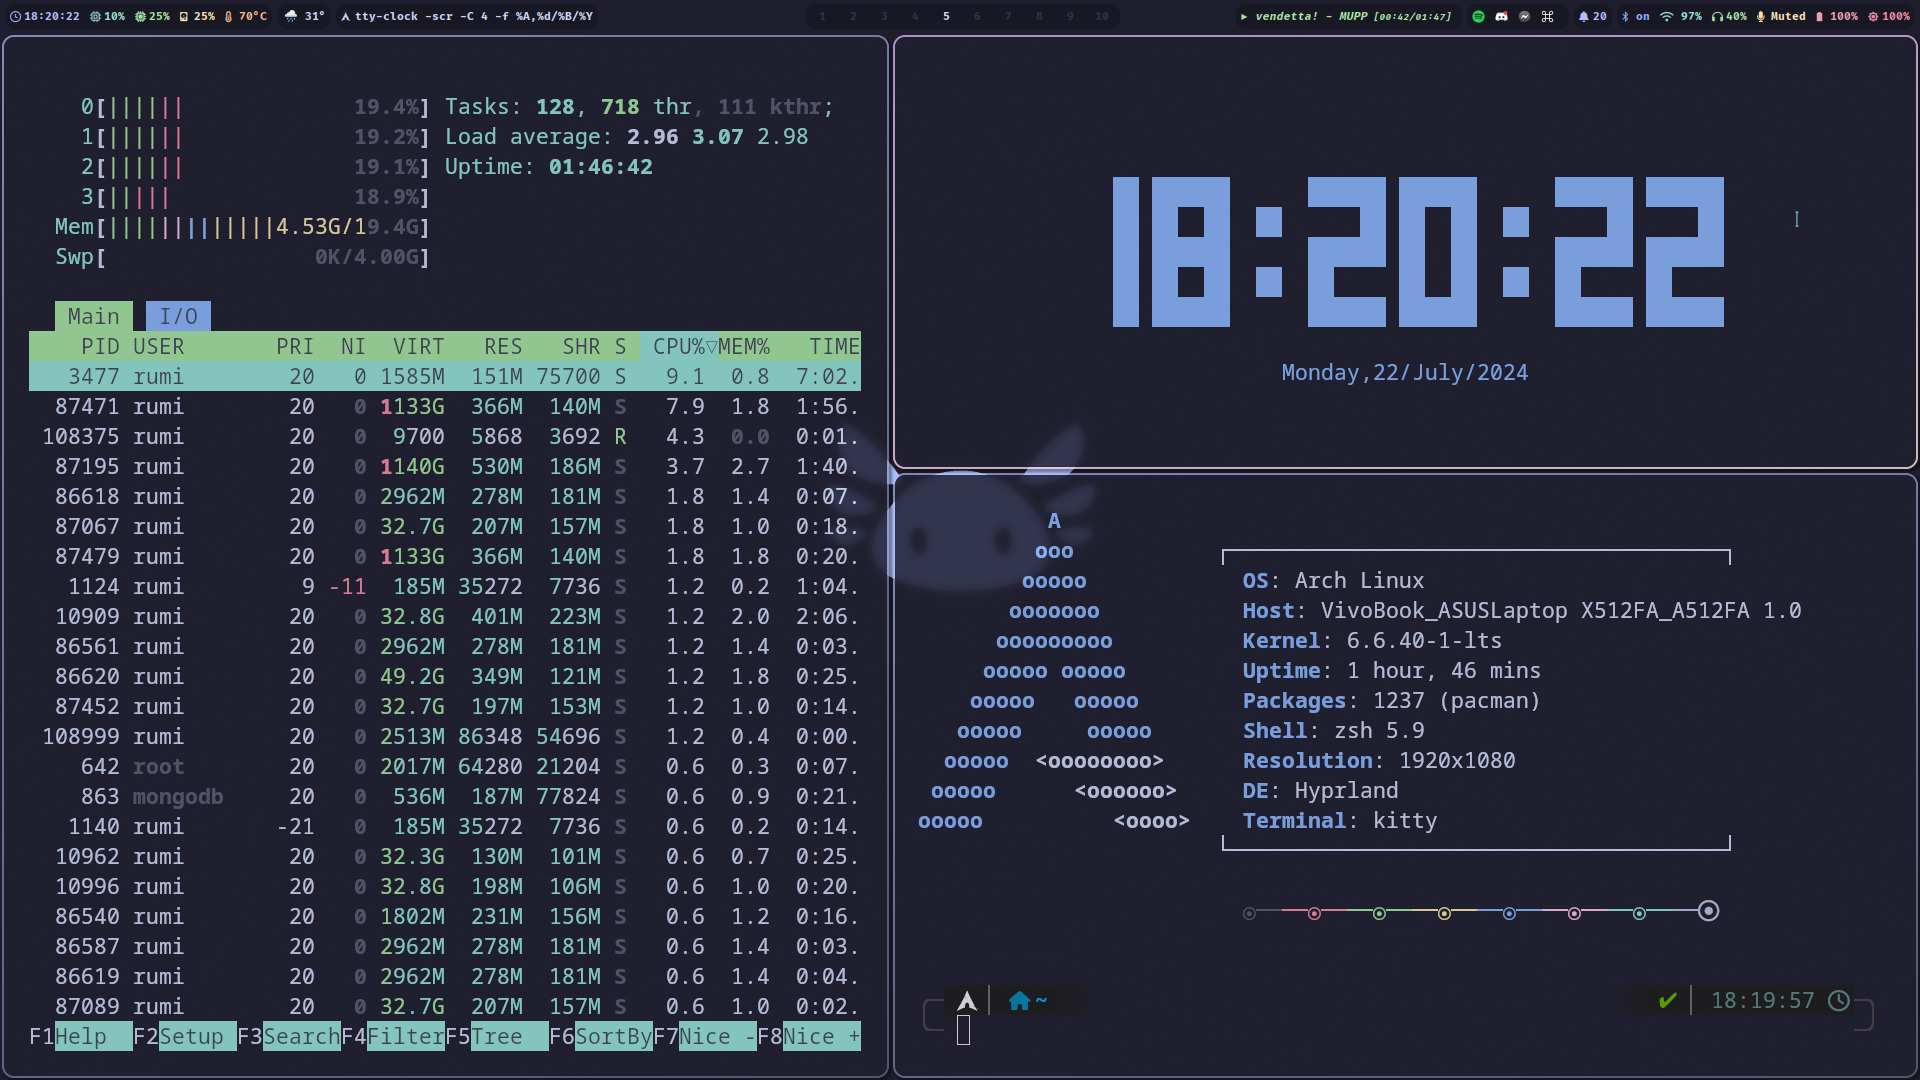 18:20:22 10% 25% 25% 70°C 31° tty-clock -scr -C 4 -f %A,%d/%B/%Y
1 2 3 4 5 6 7 8 9 10
▶ vendetta! - MUPP [00:42/01:47] 20 on 97% 40% Muted 100% 100%
0[|||||| 19.4%] Tasks: 128, 718 thr, 111 kthr;
1[|||||| 19.2%] Load average: 2.96 3.07 2.98
2[|||||| 19.1%] Uptime: 01:46:42
3[||||| 18.9%]
Mem[|||||||||||||4.53G/19.4G]
Swp[ 0K/4.00G]
Main I/O
PID USER PRI NI VIRT RES SHR S CPU%▽MEM% TIME
3477 rumi 20 0 1585M 151M 75700 S 9.1 0.8 7:02.
87471 rumi 20 0 1133G 366M 140M S 7.9 1.8 1:56.
108375 rumi 20 0 9700 5868 3692 R 4.3 0.0 0:01.
87195 rumi 20 0 1140G 530M 186M S 3.7 2.7 1:40.
86618 rumi 20 0 2962M 278M 181M S 1.8 1.4 0:07.
87067 rumi 20 0 32.7G 207M 157M S 1.8 1.0 0:18.
87479 rumi 20 0 1133G 366M 140M S 1.8 1.8 0:20.
1124 rumi 9 -11 185M 35272 7736 S 1.2 0.2 1:04.
10909 rumi 20 0 32.8G 401M 223M S 1.2 2.0 2:06.
86561 rumi 20 0 2962M 278M 181M S 1.2 1.4 0:03.
86620 rumi 20 0 49.2G 349M 121M S 1.2 1.8 0:25.
87452 rumi 20 0 32.7G 197M 153M S 1.2 1.0 0:14.
108999 rumi 20 0 2513M 86348 54696 S 1.2 0.4 0:00.
642 root 20 0 2017M 64280 21204 S 0.6 0.3 0:07.
863 mongodb 20 0 536M 187M 77824 S 0.6 0.9 0:21.
1140 rumi -21 0 185M 35272 7736 S 0.6 0.2 0:14.
10962 rumi 20 0 32.3G 130M 101M S 0.6 0.7 0:25.
10996 rumi 20 0 32.8G 198M 106M S 0.6 1.0 0:20.
86540 rumi 20 0 1802M 231M 156M S 0.6 1.2 0:16.
86587 rumi 20 0 2962M 278M 181M S 0.6 1.4 0:03.
86619 rumi 20 0 2962M 278M 181M S 0.6 1.4 0:04.
87089 rumi 20 0 32.7G 207M 157M S 0.6 1.0 0:02.
F1Help F2Setup F3SearchF4FilterF5Tree F6SortByF7Nice -F8Nice +
18:20:22
Monday,22/July/2024
A
ooo
ooooo
ooooooo
ooooooooo
ooooo ooooo
ooooo ooooo
ooooo ooooo
ooooo <oooooooo>
ooooo <oooooo>
ooooo <oooo>
OS: Arch Linux
Host: VivoBook_ASUSLaptop X512FA_A512FA 1.0
Kernel: 6.6.40-1-lts
Uptime: 1 hour, 46 mins
Packages: 1237 (pacman)
Shell: zsh 5.9
Resolution: 1920x1080
DE: Hyprland
Terminal: kitty
~ ✔ 18:19:57